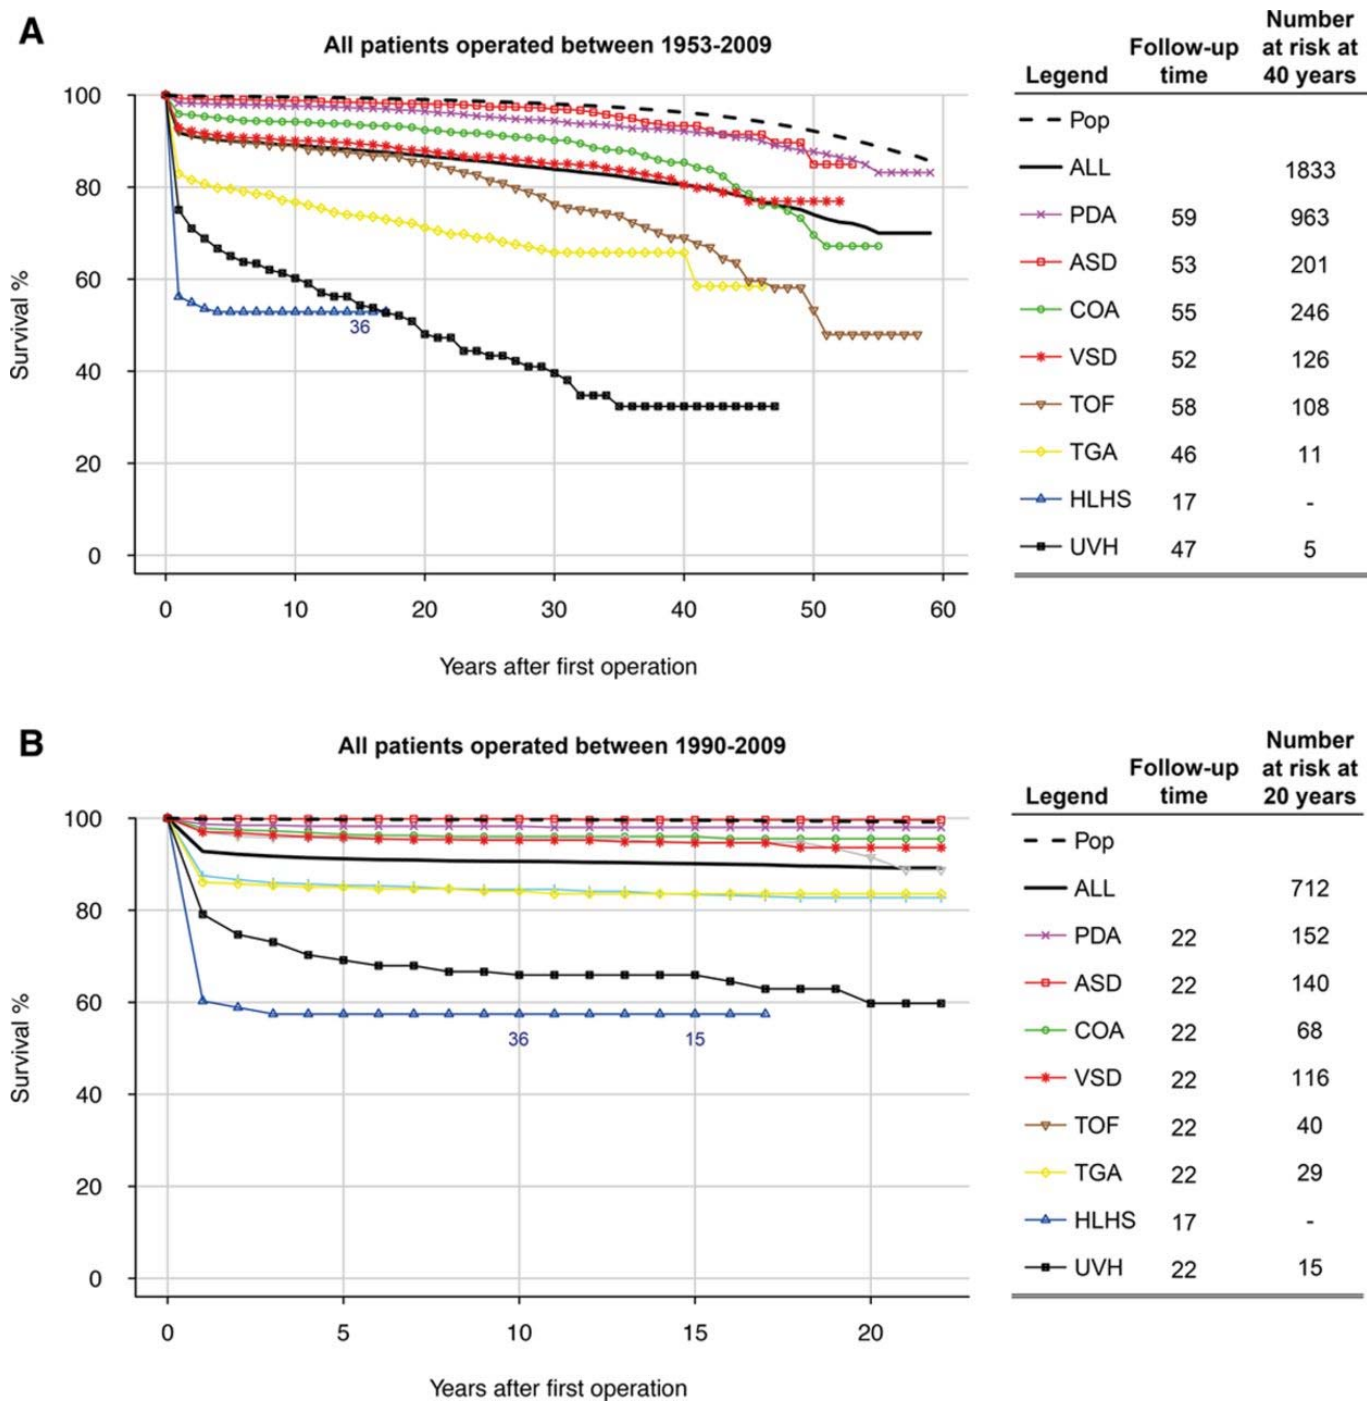 A
All patients operated between 1953-2009
Number
Follow-up at risk at
Legend time 40 years
100
80
60
40
20
0
Survival %
36
0 10 20 30 40 50 60
Years after first operation
Pop
ALL 1833
PDA 59 963
ASD 53 201
COA 55 246
VSD 52 126
TOF 58 108
TGA 46 11
HLHS 17 -
UVH 47 5
B
All patients operated between 1990-2009
Number
Follow-up at risk at
Legend time 20 years
100
80
60
40
20
0
Survival %
36 15
0 5 10 15 20
Years after first operation
Pop
ALL 712
PDA 22 152
ASD 22 140
COA 22 68
VSD 22 116
TOF 22 40
TGA 22 29
HLHS 17 -
UVH 22 15